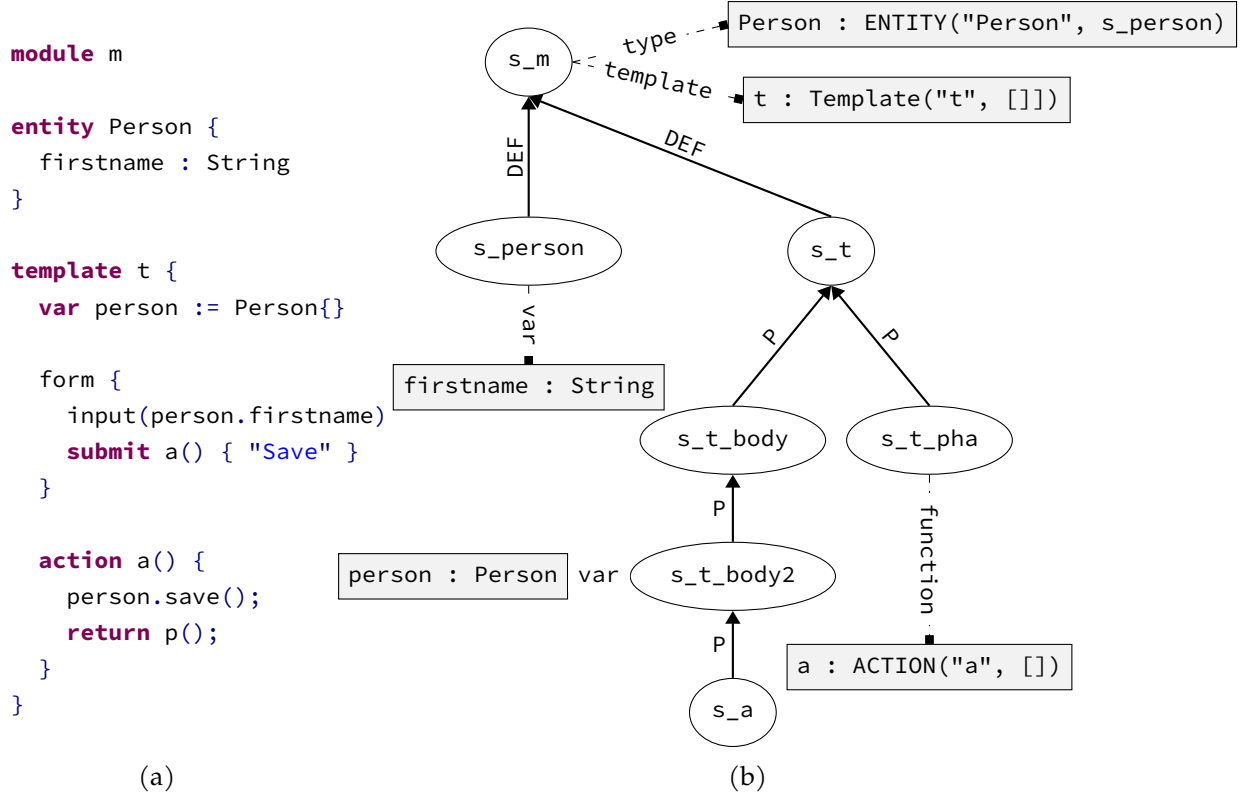 module m
entity Person {
firstname : String
}
template t {
var person := Person{}
form {
input(person.firstname)
submit a() { "Save" }
}
action a() {
person.save();
return p();
}
}
(a)
s_m
type
Person : ENTITY("Person", s_person)
template
t : Template("t", []])
DEF
DEF
s_person
s_t
var
firstname : String
P
P
s_t_body
s_t_pha
P
function
person : Person
var
s_t_body2
P
a : ACTION("a", [])
s_a
(b)